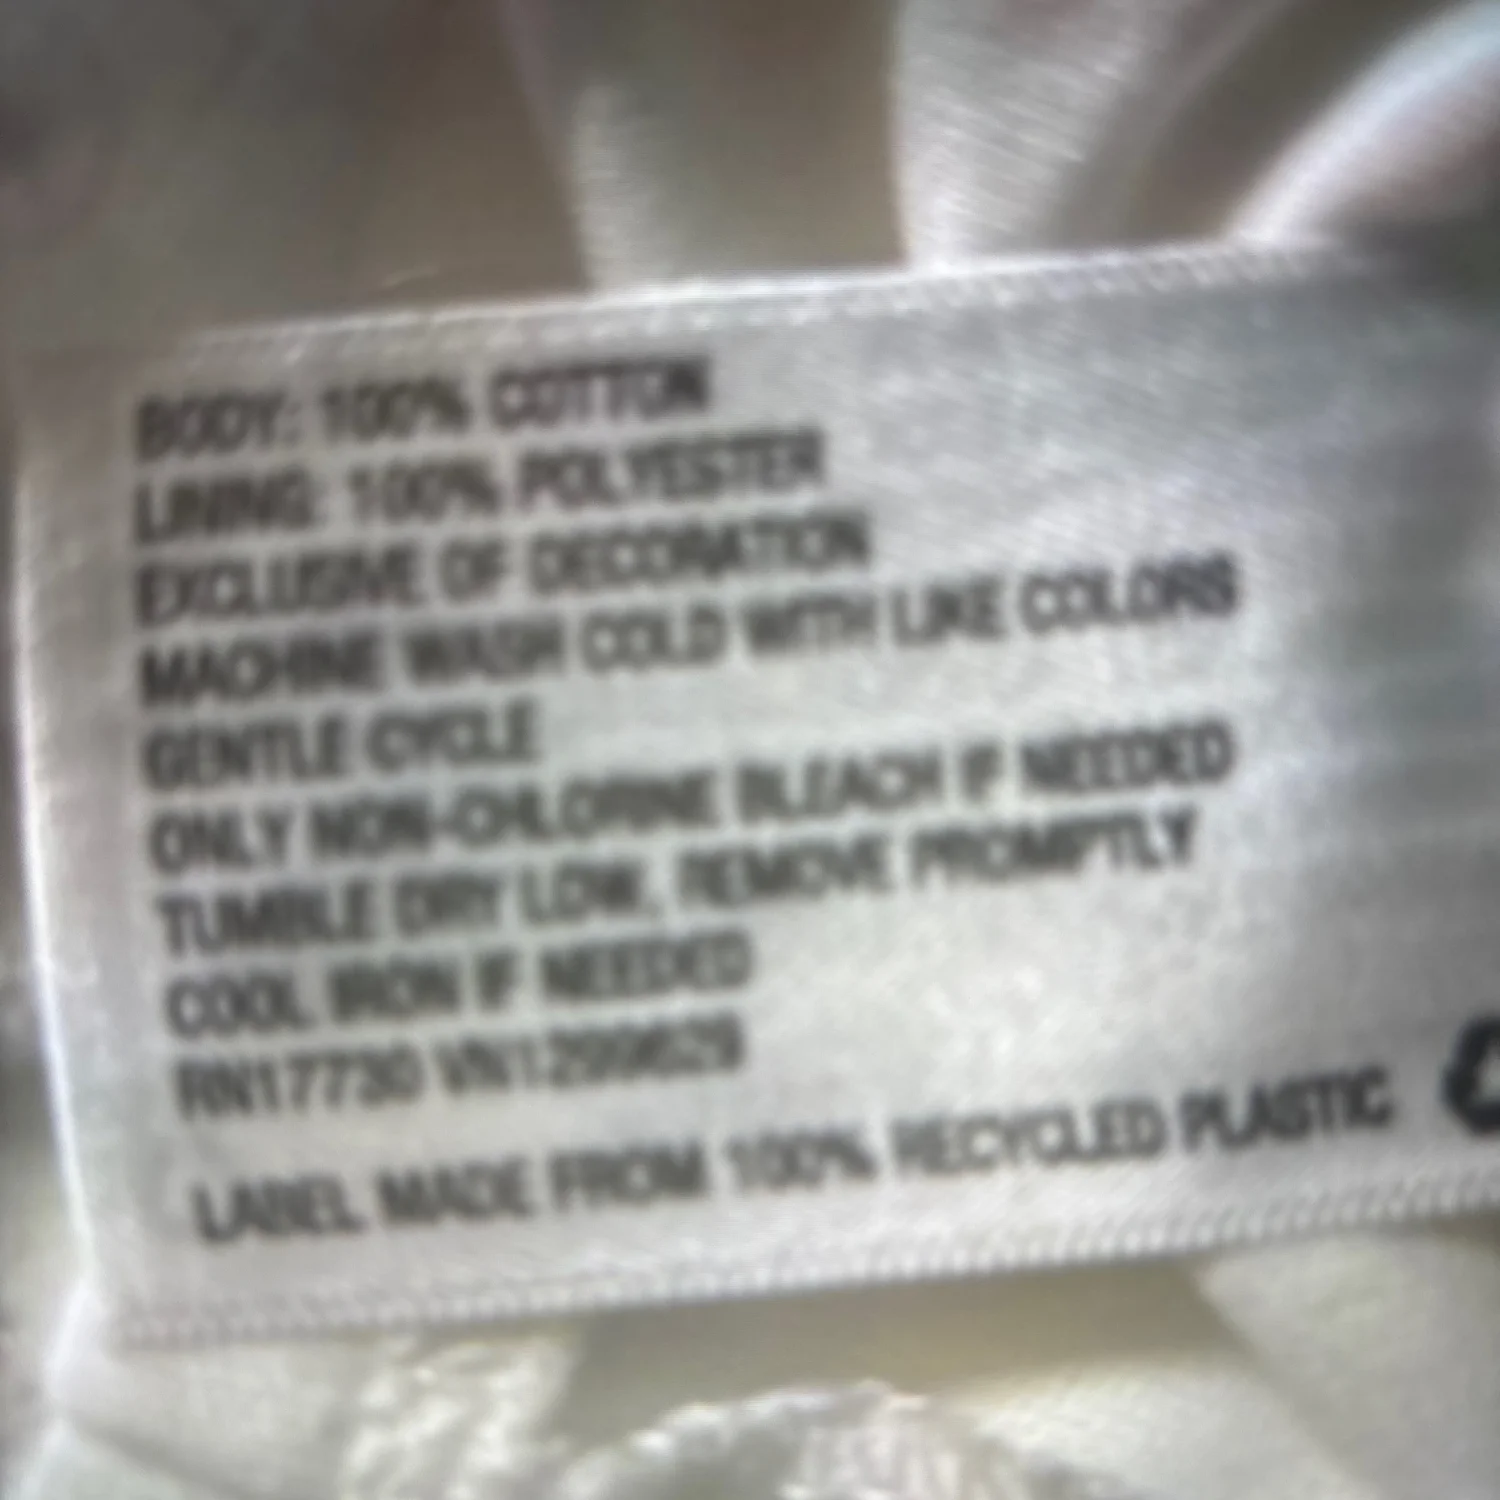 BODY: 100% COTTON
LINING: 100% POLYESTER
EXCLUSIVE OF DECORATION
MACHINE WASH COLD WITH LIKE COLORS
GENTLE CYCLE
ONLY NON-CHLORINE BLEACH IF NEEDED
TUMBLE DRY LOW, REMOVE PROMPTLY
COOL IRON IF NEEDED
RN17730
LABEL MADE FROM 100% RECYCLED PLASTIC